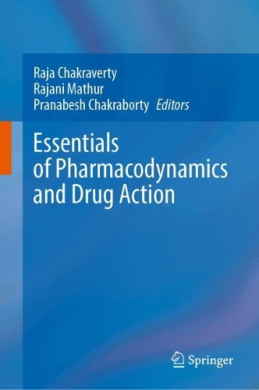 Raja Chakraverty
Rajani Mathur
Pranabesh Chakraborty Editors
Essentials
of Pharmacodynamics
and Drug Action
Springer